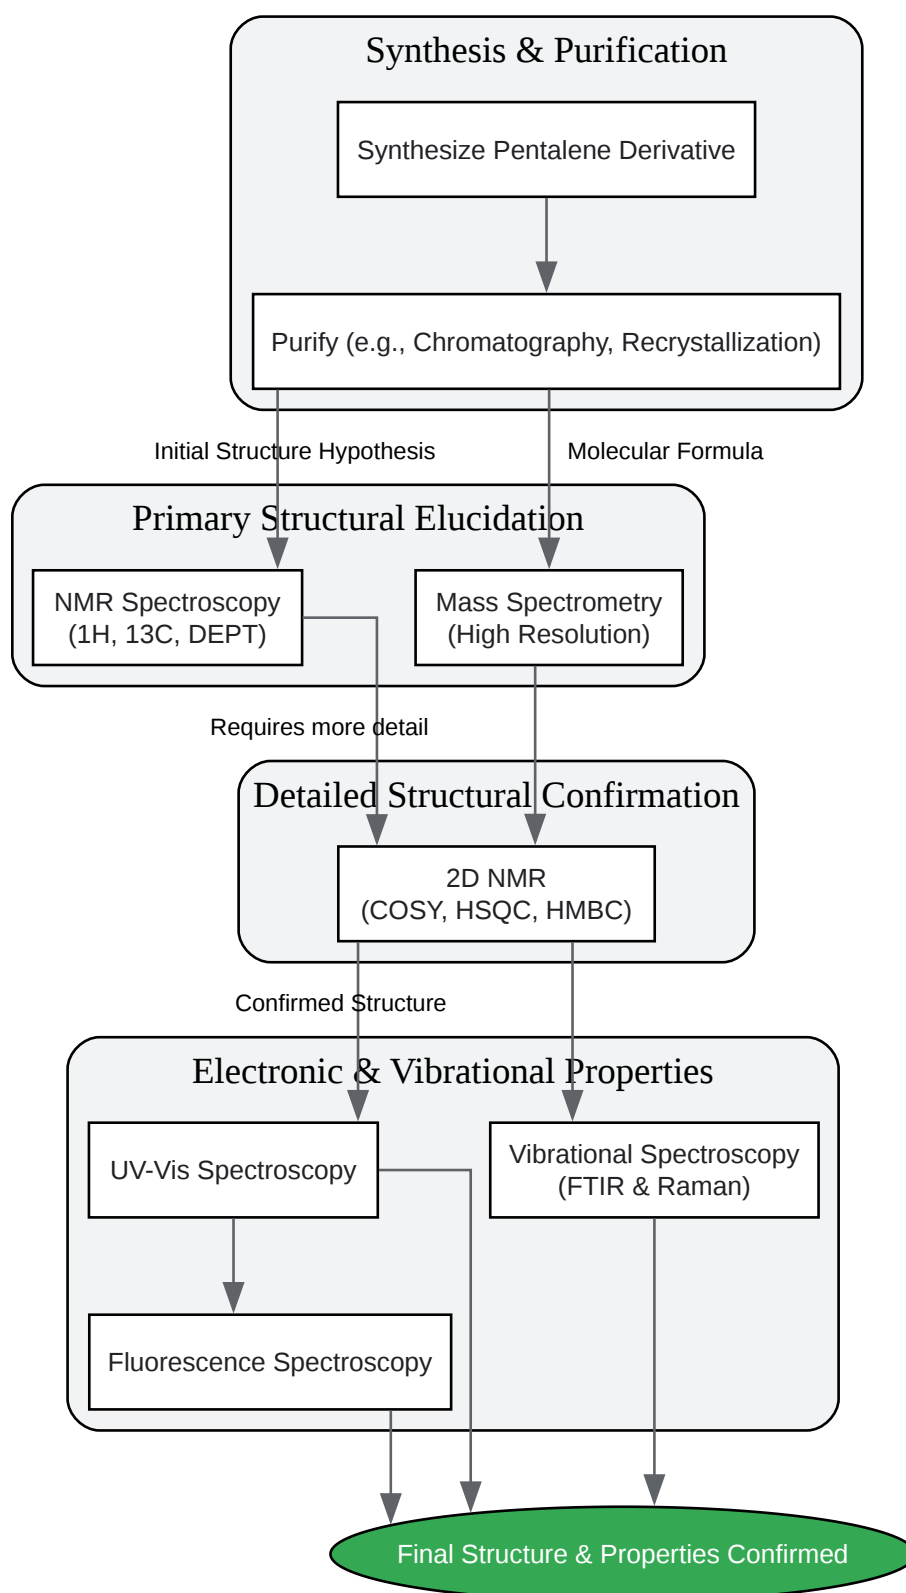 Synthesis & Purification
Synthesize Pentalene Derivative
Purify (e.g., Chromatography, Recrystallization)
Initial Structure Hypothesis
Molecular Formula
Primary Structural Elucidation
NMR Spectroscopy
(1H, 13C, DEPT)
Mass Spectrometry
(High Resolution)
Requires more detail
Detailed Structural Confirmation
2D NMR
(COSY, HSQC, HMBC)
Confirmed Structure
Electronic & Vibrational Properties
UV-Vis Spectroscopy
Vibrational Spectroscopy
(FTIR & Raman)
Fluorescence Spectroscopy
Final Structure & Properties Confirmed